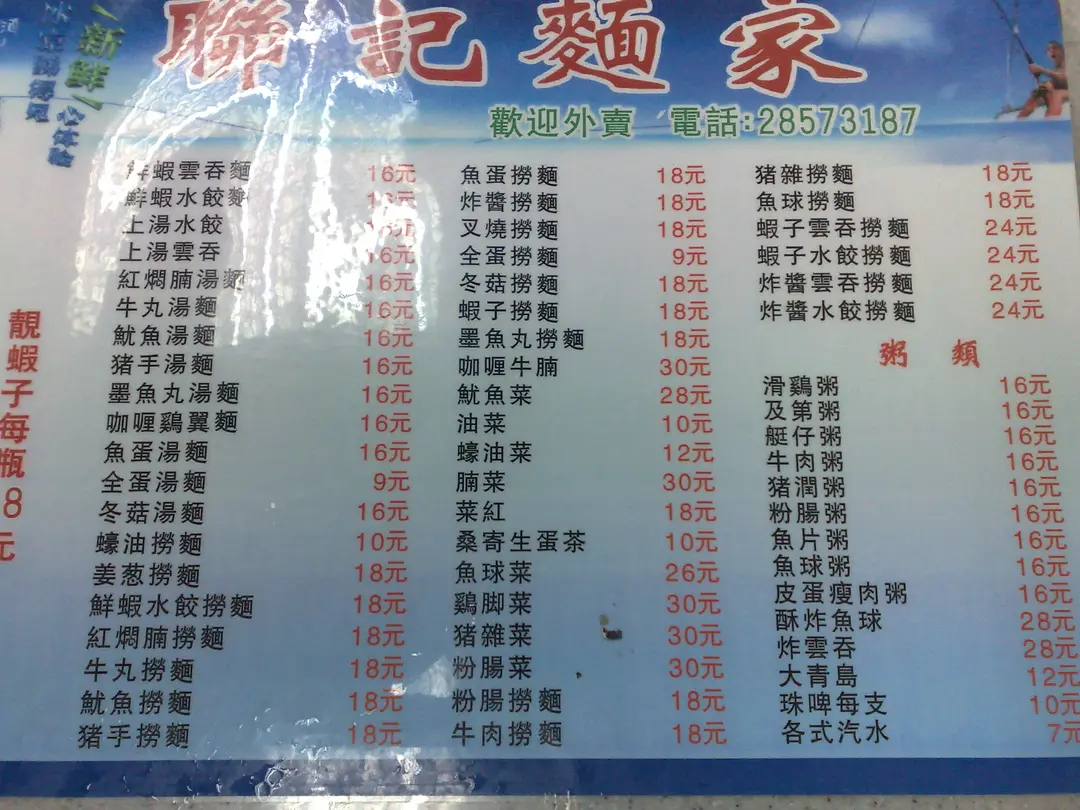 新鮮
心体驗
聯記麵家
歡迎外賣 電話:28573187
鮮蝦雲吞麵 16元
鮮蝦水餃麵 16元
上湯水餃 16元
上湯雲吞 16元
紅燜腩湯麵 16元
牛丸湯麵 16元
魷魚湯麵 16元
猪手湯麵 16元
墨魚丸湯麵 16元
咖喱鷄翼麵 16元
魚蛋湯麵 16元
全蛋湯麵 9元
冬菇湯麵 16元
蠔油撈麵 10元
姜葱撈麵 18元
鮮蝦水餃撈麵 18元
紅燜腩撈麵 18元
牛丸撈麵 18元
魷魚撈麵 18元
猪手撈麵 18元
魚蛋撈麵 18元
炸醬撈麵 18元
叉燒撈麵 18元
全蛋撈麵 9元
冬菇撈麵 18元
蝦子撈麵 18元
墨魚丸撈麵 18元
咖喱牛腩 30元
魷魚菜 28元
油菜 10元
蠔油菜 12元
腩菜 30元
菜紅 18元
桑寄生蛋茶 10元
魚球菜 26元
鷄脚菜 30元
猪雜菜 30元
粉腸菜 30元
粉腸撈麵 18元
牛肉撈麵 18元
猪雜撈麵 18元
魚球撈麵 18元
蝦子雲吞撈麵 24元
蝦子水餃撈麵 24元
炸醬雲吞撈麵 24元
炸醬水餃撈麵 24元
粥 類
滑鷄粥 16元
及第粥 16元
艇仔粥 16元
牛肉粥 16元
猪潤粥 16元
粉腸粥 16元
魚片粥 16元
魚球粥 16元
皮蛋瘦肉粥 16元
酥炸魚球 28元
炸雲吞 28元
大青島 12元
珠啤每支 10元
各式汽水 7元
靚蝦子每瓶 8元